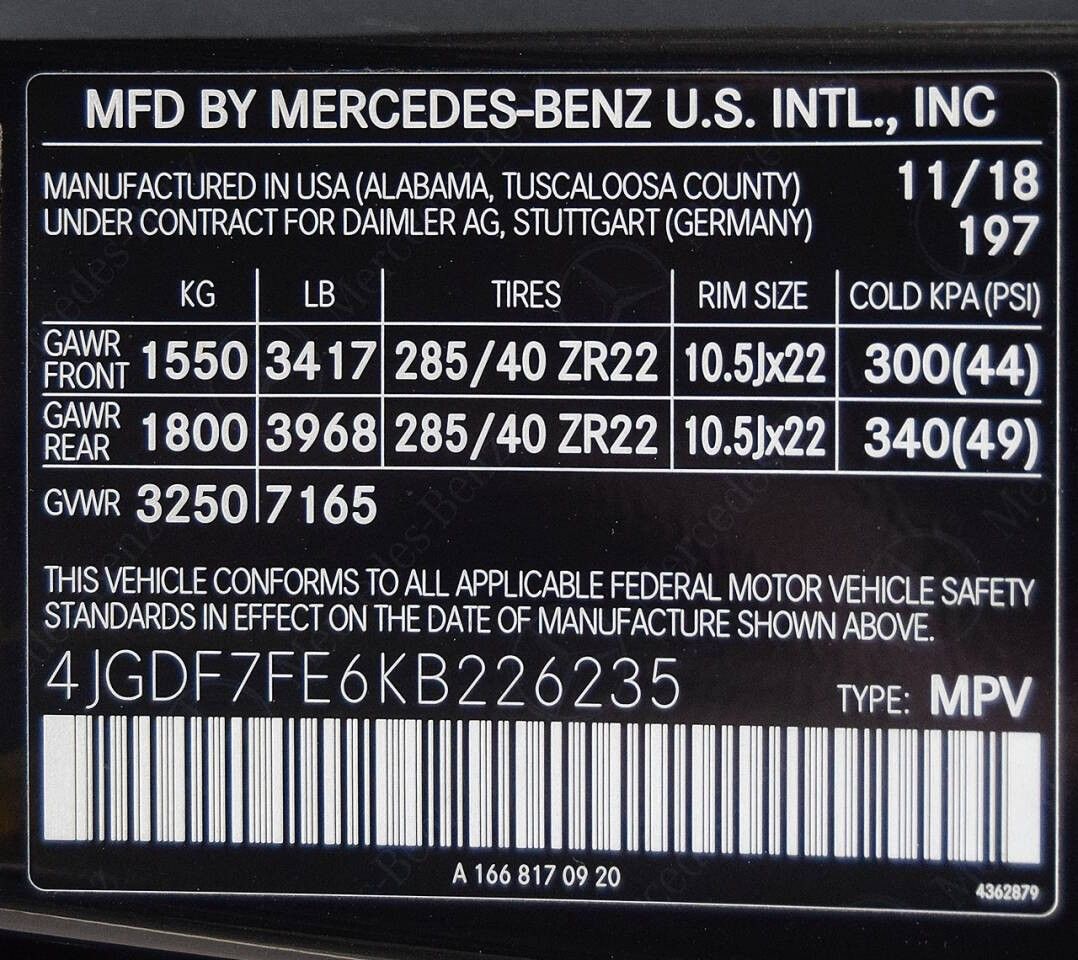 MFD BY MERCEDES-BENZ U.S. INTL., INC
MANUFACTURED IN USA (ALABAMA, TUSCALOOSA COUNTY) 11/18
UNDER CONTRACT FOR DAIMLER AG, STUTTGART (GERMANY) 197
KG LB TIRES RIM SIZE COLD KPA (PSI)
GAWR FRONT 1550 3417 285/40 ZR22 10.5Jx22 300(44)
GAWR REAR 1800 3968 285/40 ZR22 10.5Jx22 340(49)
GVWR 3250 7165
THIS VEHICLE CONFORMS TO ALL APPLICABLE FEDERAL MOTOR VEHICLE SAFETY
STANDARDS IN EFFECT ON THE DATE OF MANUFACTURE SHOWN ABOVE.
4JGDF7FE6KB226235 TYPE: MPV
A 166 817 09 20
4362879